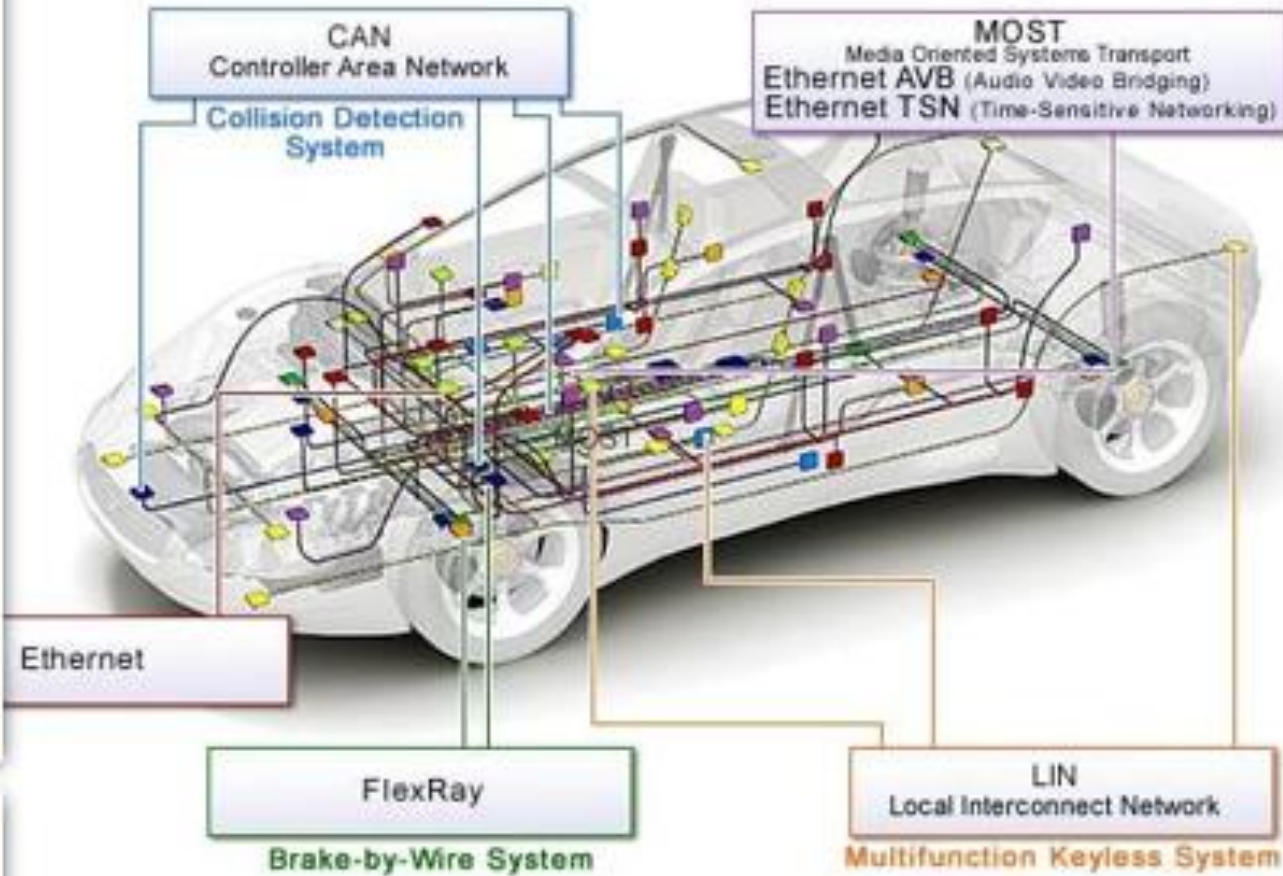 CAN
Controller Area Network
Collision Detection
System
MOST
Media Oriented Systems Transport
Ethernet AVB (Audio Video Bridging)
Ethernet TSN (Time-Sensitive Networking)
Ethernet
FlexRay
Brake-by-Wire System
LIN
Local Interconnect Network
Multifunction Keyless System